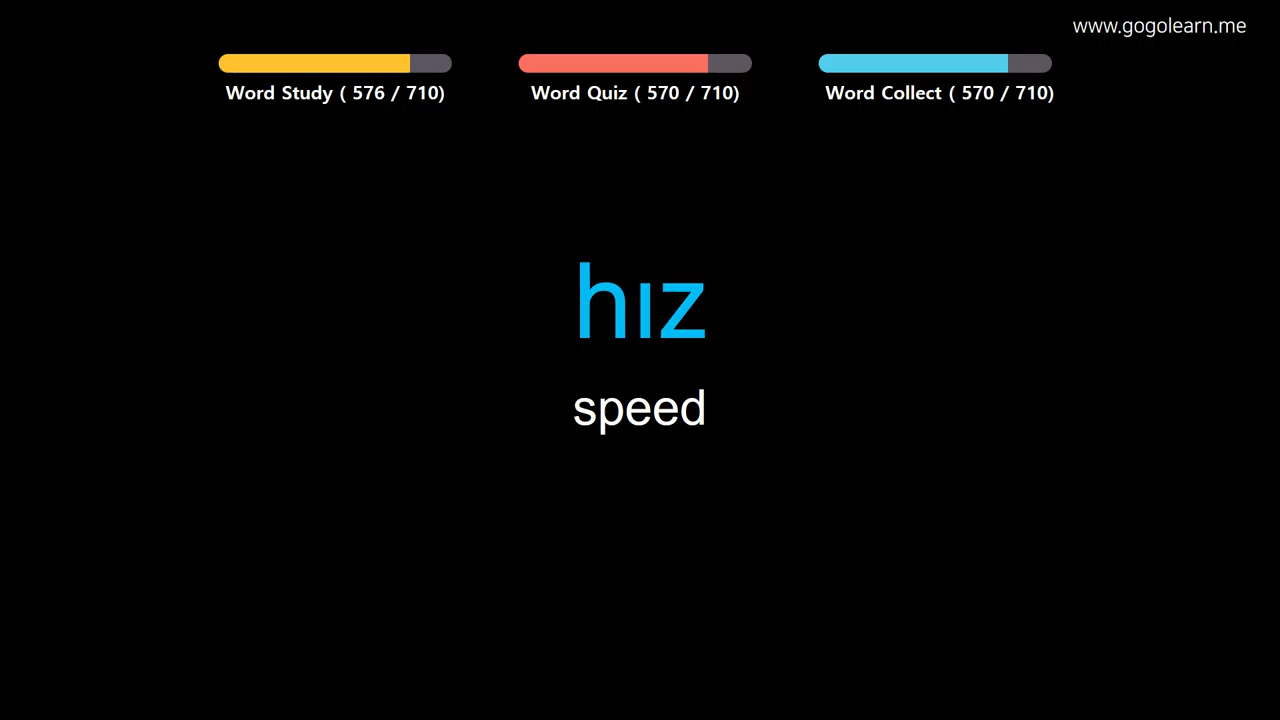 www.gogolearn.me
Word Study ( 576 / 710)
Word Quiz ( 570 / 710)
Word Collect ( 570 / 710)
hız
speed